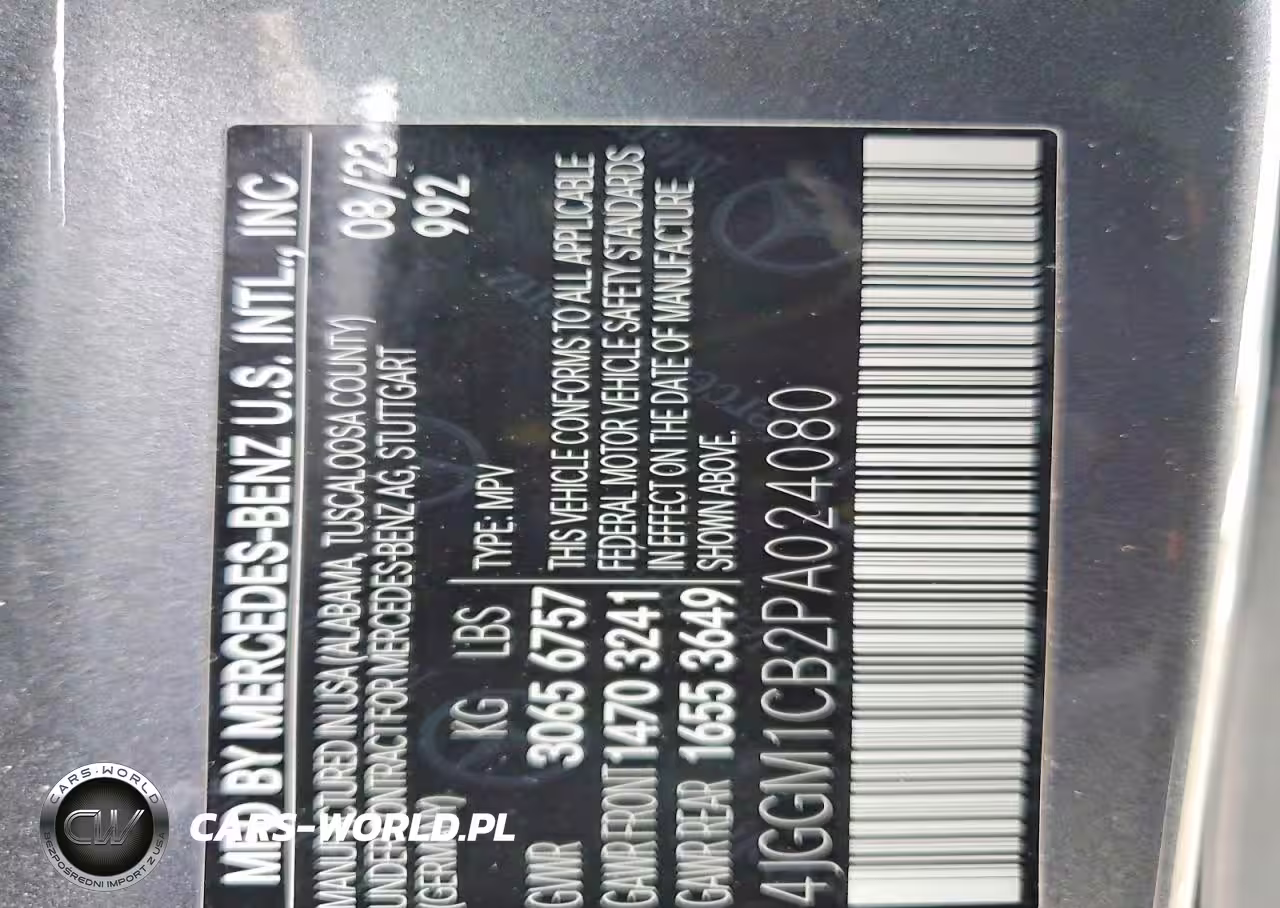 MFD BY MERCEDES-BENZ U.S. INTL., INC
MANUFACTURED IN USA (ALABAMA, TUSCALOOSA COUNTY) 08/23
UNDER CONTRACT FOR MERCEDES-BENZ AG, STUTTGART 992
(GERMANY)
KG LBS TYPE: MPV
GVWR 3065 6757 THIS VEHICLE CONFORMS TO ALL APPLICABLE
GAWR FRONT 1470 3241 FEDERAL MOTOR VEHICLE SAFETY STANDARDS
IN EFFECT ON THE DATE OF MANUFACTURE
GAWR REAR 1655 3649 SHOWN ABOVE.
4JGGM1CB2PA024080
CARS-WORLD
CW
BEZPOŚREDNI IMPORT Z USA
CARS-WORLD.PL